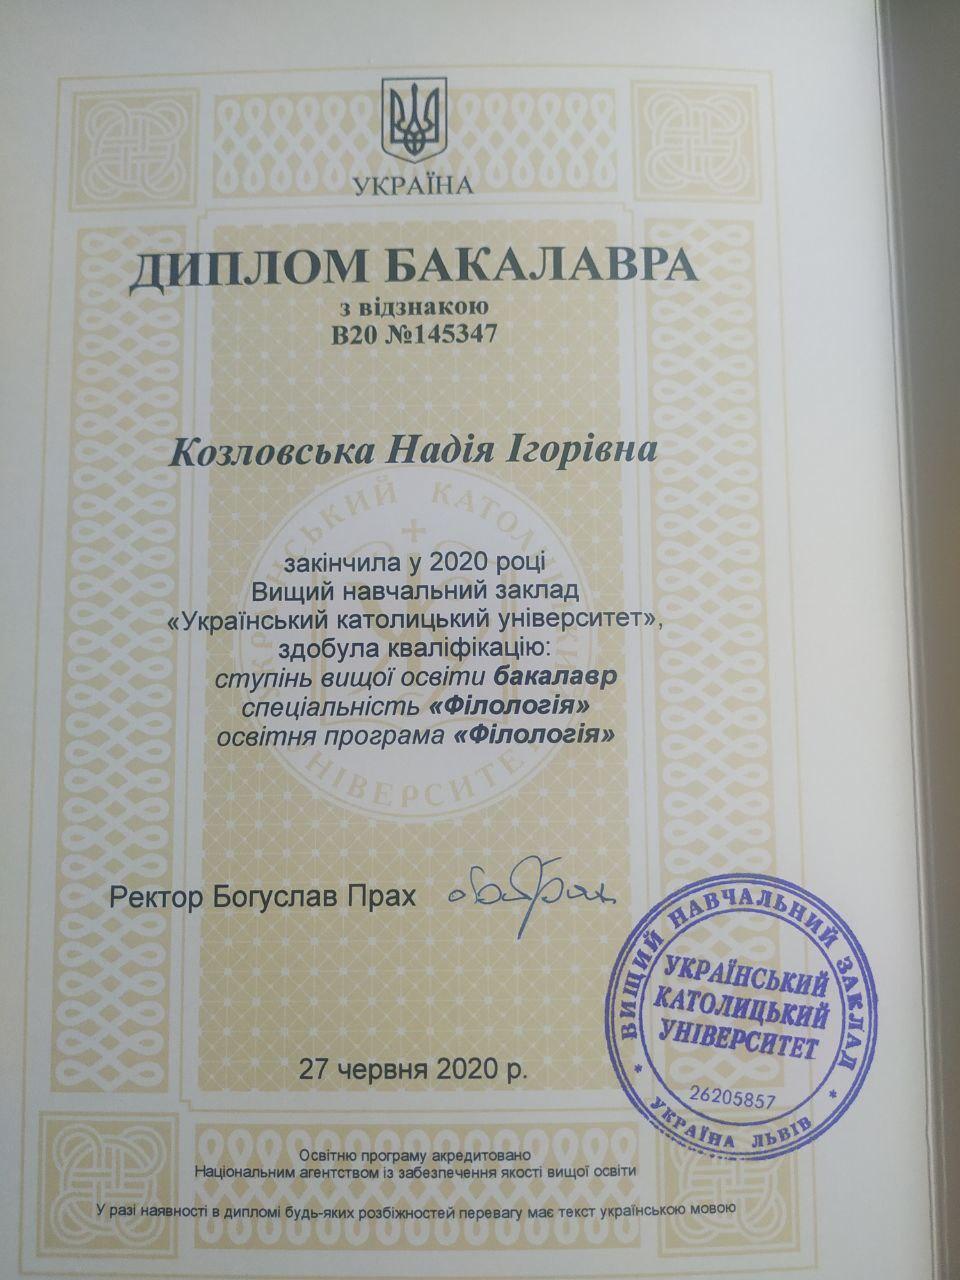 УКРАЇНА
ДИПЛОМ БАКАЛАВРА
з відзнакою
В20 №145347
Козловська Надія Ігорівна
закінчила у 2020 році
Вищий навчальний заклад
«Український католицький університет»,
здобула кваліфікацію:
ступінь вищої освіти бакалавр
спеціальність «Філологія»
освітня програма «Філологія»
Ректор Богуслав Прах
ВИЩИЙ НАВЧАЛЬНИЙ ЗАКЛАД
УКРАЇНСЬКИЙ
КАТОЛИЦЬКИЙ
УНІВЕРСИТЕТ
26205857
* УКРАЇНА ЛЬВІВ *
27 червня 2020 р.
Освітню програму акредитовано
Національним агентством із забезпечення якості вищої освіти
У разі наявності в дипломі будь-яких розбіжностей перевагу має текст українською мовою